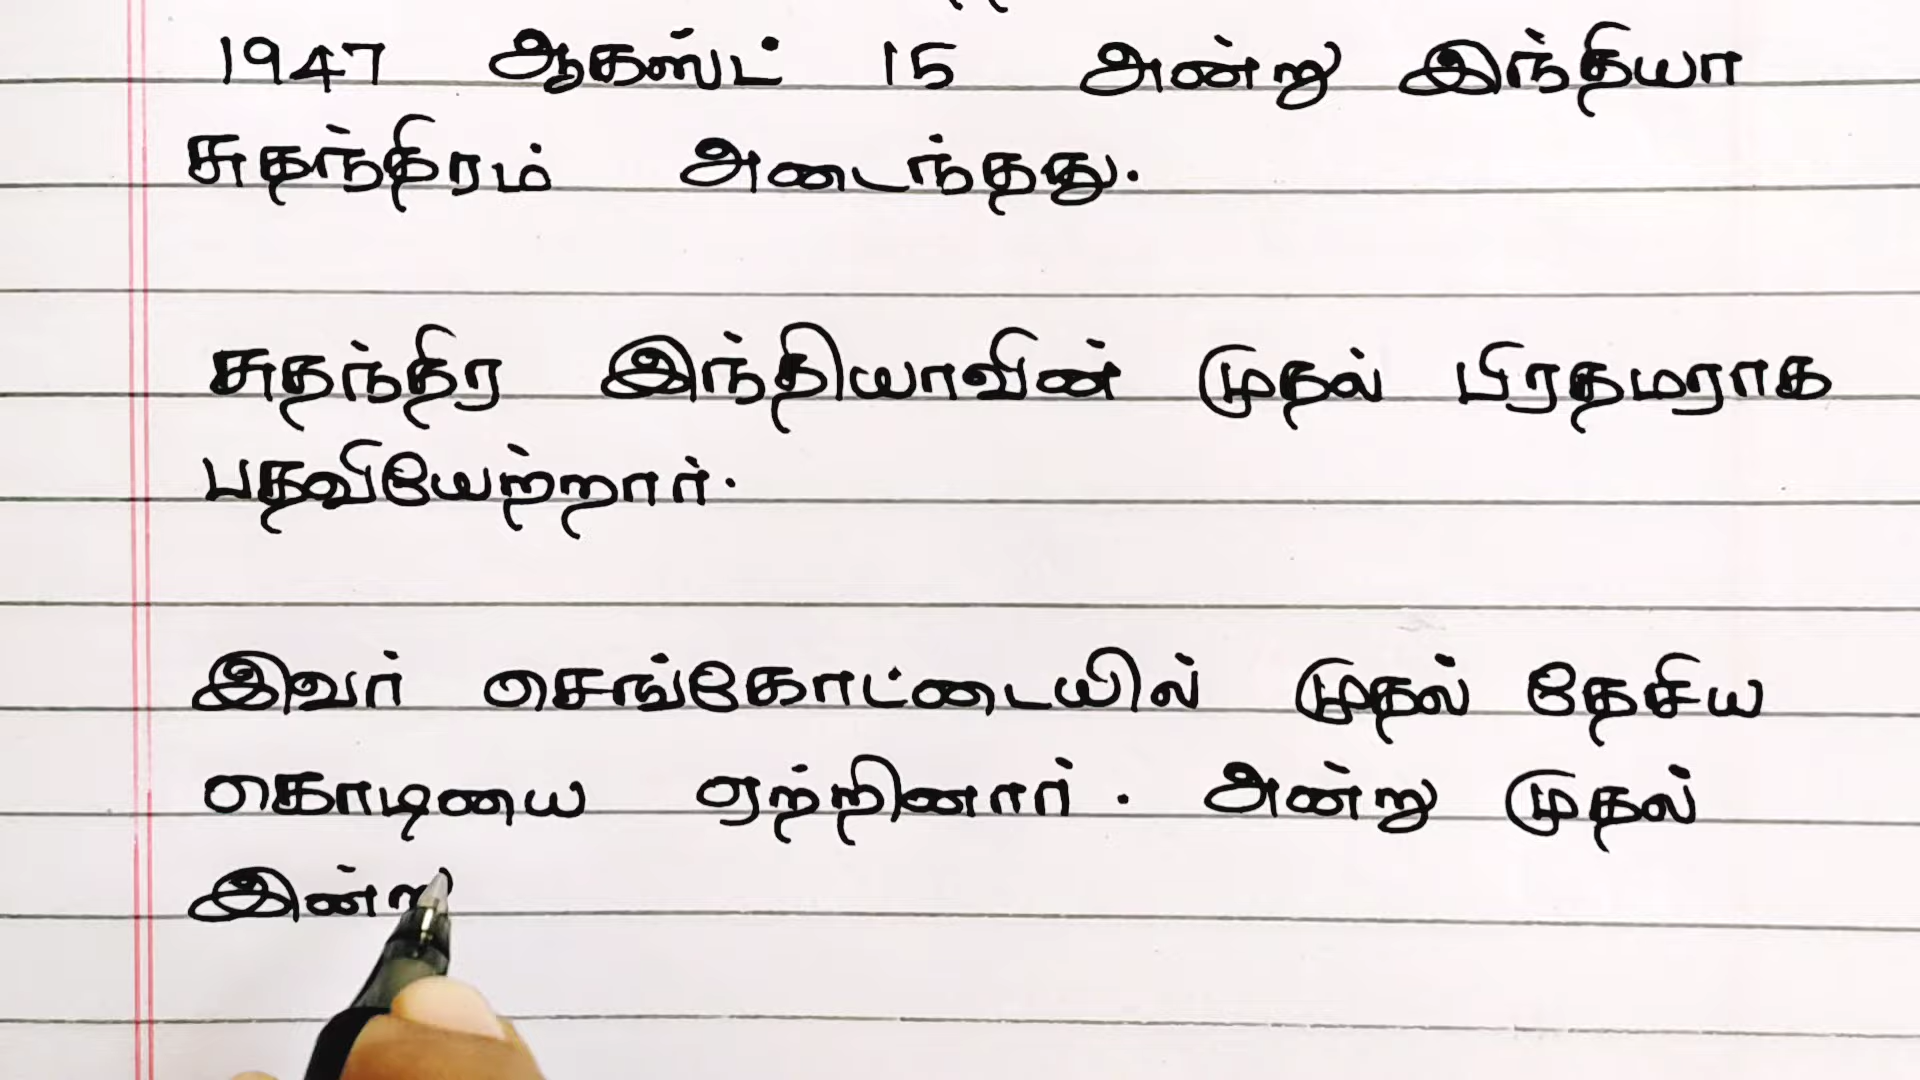 1947 ஆகஸ்ட் 15 அன்று இந்தியா
சுதந்திரம் அடைந்தது.
சுதந்திர இந்தியாவின் முதல் பிரதமராக
பதவியேற்றார்.
இவர் செங்கோட்டையில் முதல் தேசிய
கொடியை ஏற்றினார். அன்று முதல்